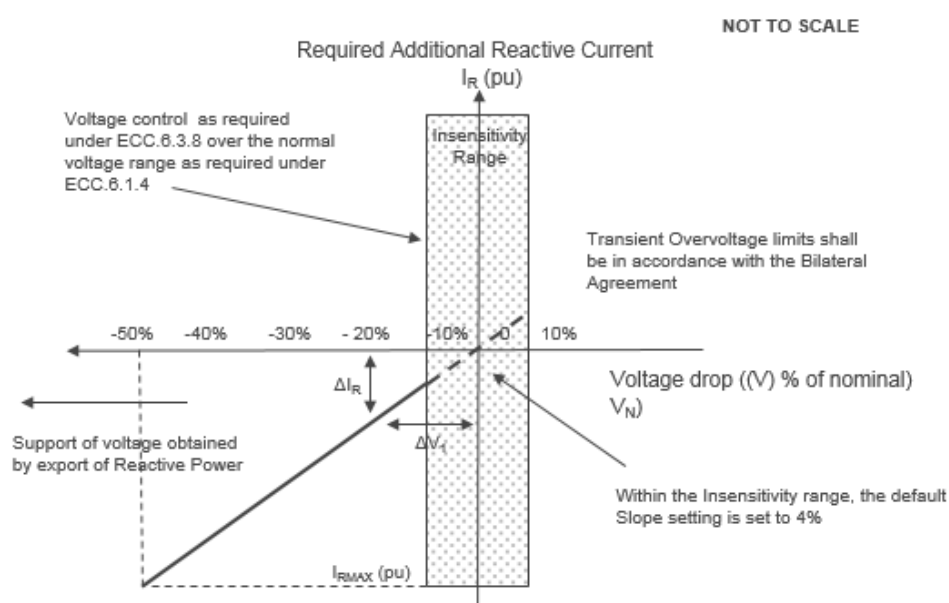 NOT TO SCALE
Required Additional Reactive Current
I_R (pu)
Voltage control as required
under ECC.6.3.8 over the normal
voltage range as required under
ECC.6.1.4
Insensitivity
Range
Transient Overvoltage limits shall
be in accordance with the Bilateral
Agreement
-50% -40% -30% - 20% -10% -0 10%
ΔI_R
Voltage drop ((V) % of nominal)
V_N)
ΔV_1
Support of voltage obtained
by export of Reactive Power
Within the Insensitivity range, the default
Slope setting is set to 4%
I_RMAX (pu)